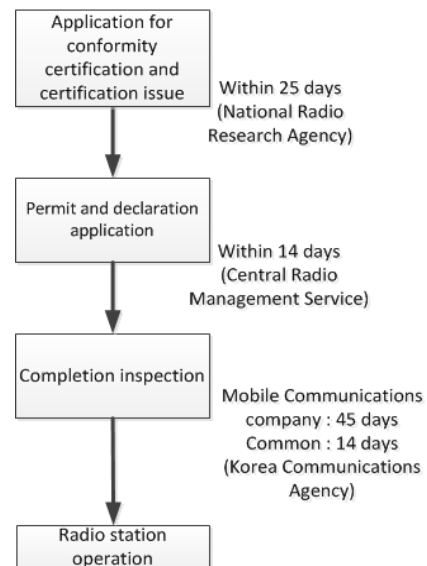 Application for
conformity
certification and
certification issue
Within 25 days
(National Radio
Research Agency)
Permit and declaration
application
Within 14 days
(Central Radio
Management Service)
Completion inspection
Mobile Communications
company : 45 days
Common : 14 days
(Korea Communications
Agency)
Radio station
operation